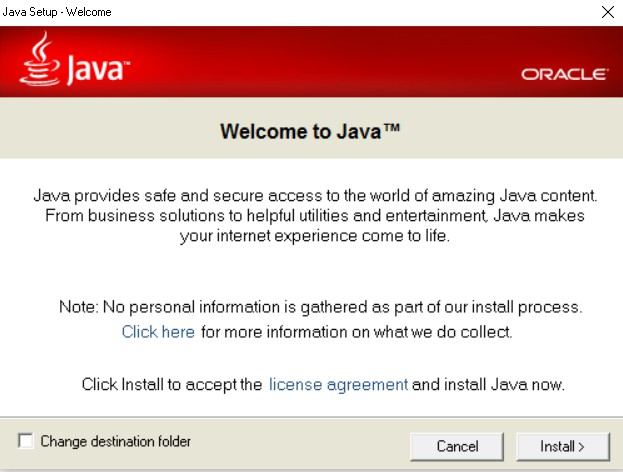 Java Setup - Welcome
Java™
ORACLE
Welcome to Java™
Java provides safe and secure access to the world of amazing Java content.
From business solutions to helpful utilities and entertainment, Java makes
your internet experience come to life.
Note: No personal information is gathered as part of our install process.
Click here for more information on what we do collect.
Click Install to accept the license agreement and install Java now.
Change destination folder
Cancel
Install >